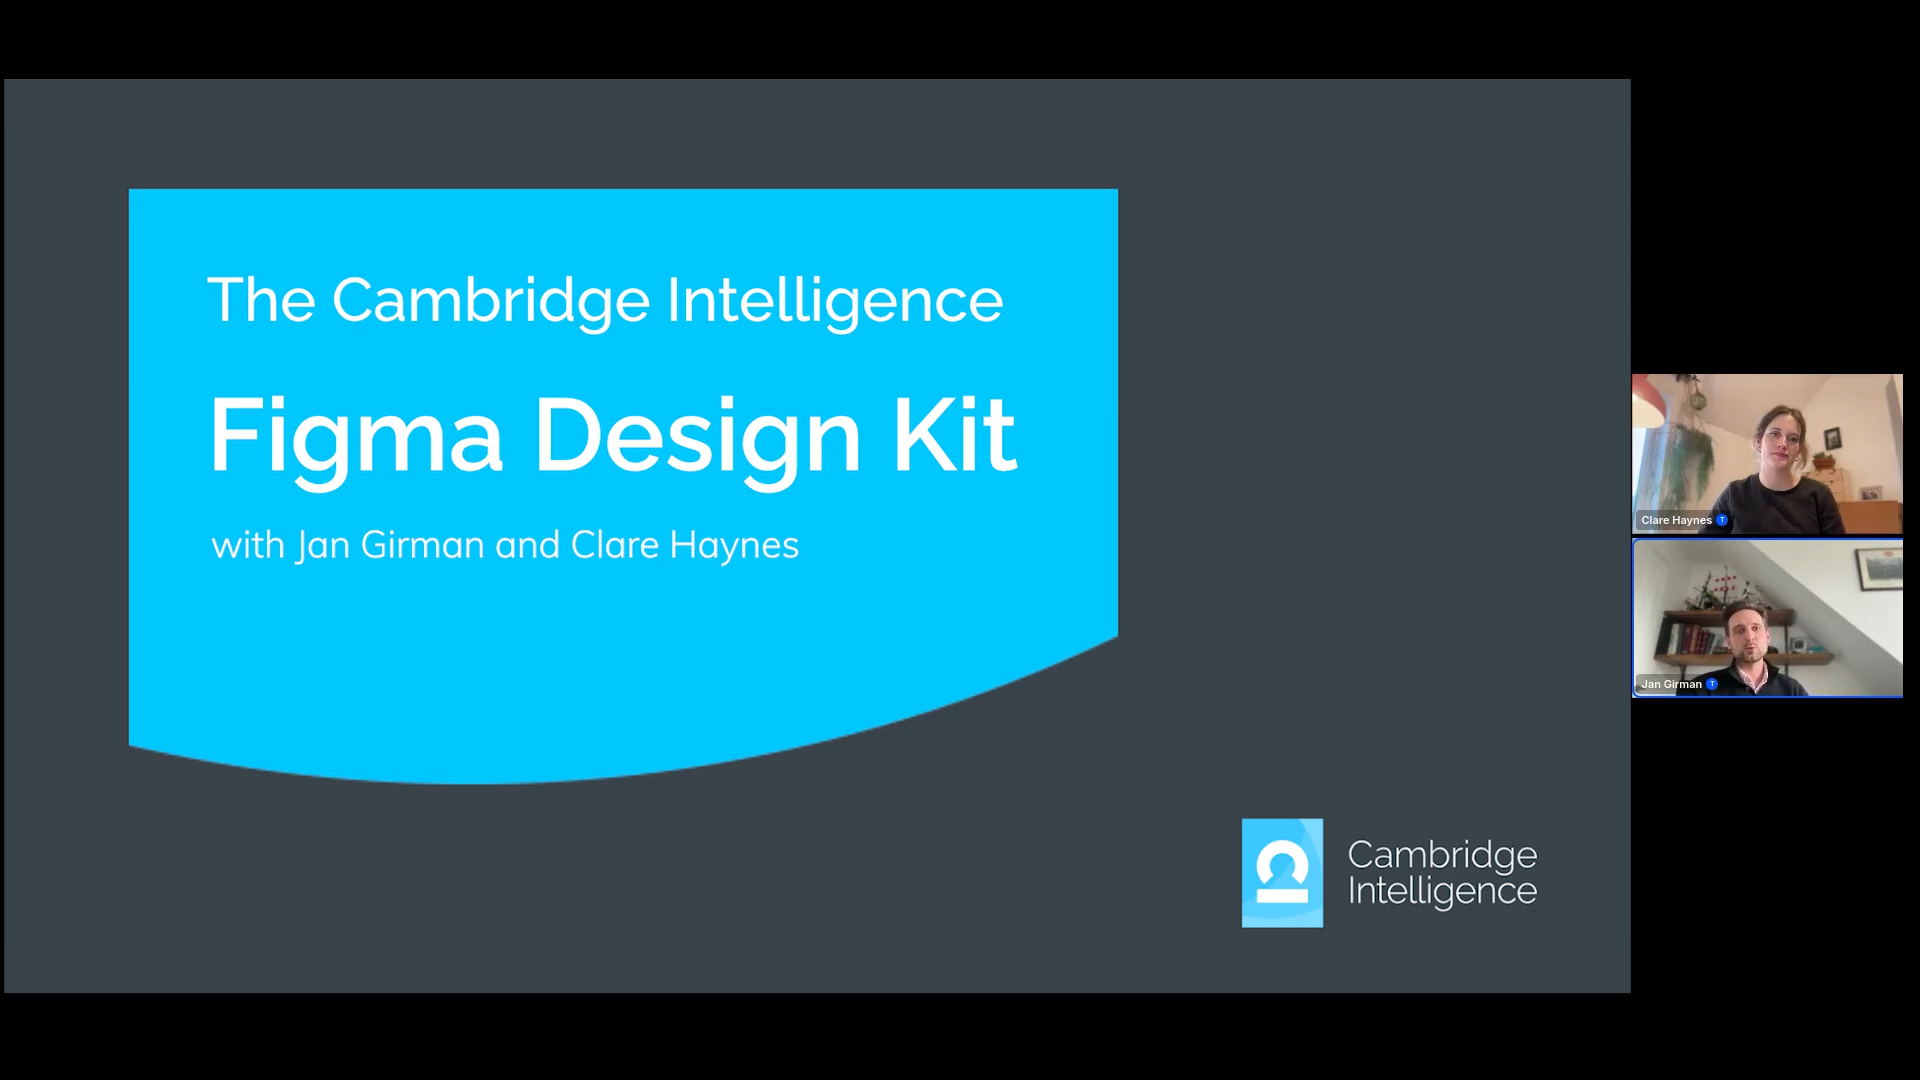 The Cambridge Intelligence
Figma Design Kit
with Jan Girman and Clare Haynes
Cambridge
Intelligence
Clare Haynes T
Jan Girman T